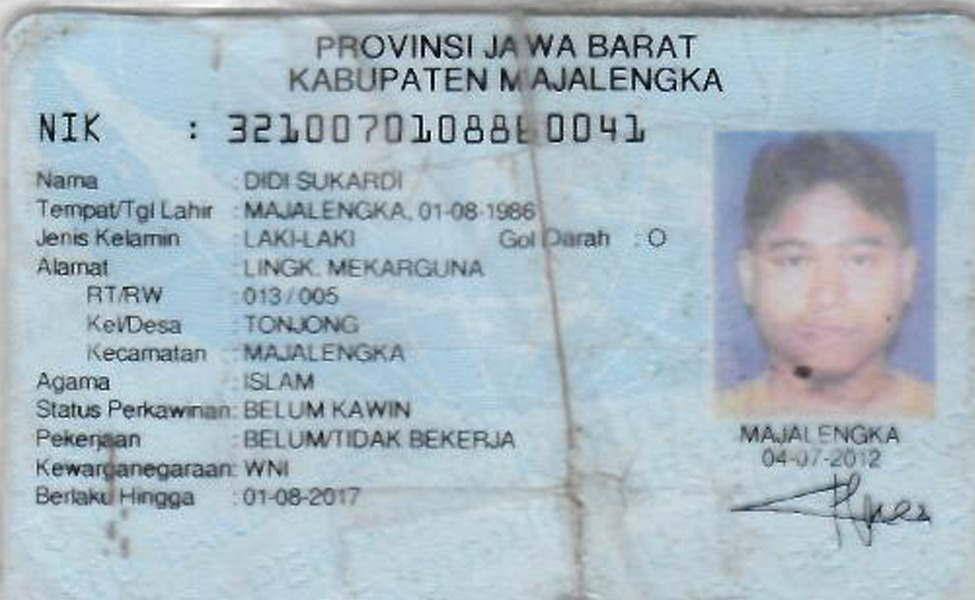 PROVINSI JAWA BARAT
KABUPATEN MAJALENGKA
NIK : 3210070108860041
Nama : DIDI SUKARDI
Tempat/Tgl Lahir : MAJALENGKA, 01-08-1986
Jenis Kelamin : LAKI-LAKI Gol Darah : O
Alamat : LINGK. MEKARGUNA
RT/RW : 013 / 005
Kel/Desa : TONJONG
Kecamatan : MAJALENGKA
Agama : ISLAM
Status Perkawinan: BELUM KAWIN
Pekerjaan : BELUM/TIDAK BEKERJA
Kewarganegaraan: WNI
Berlaku Hingga : 01-08-2017
MAJALENGKA
04-07-2012